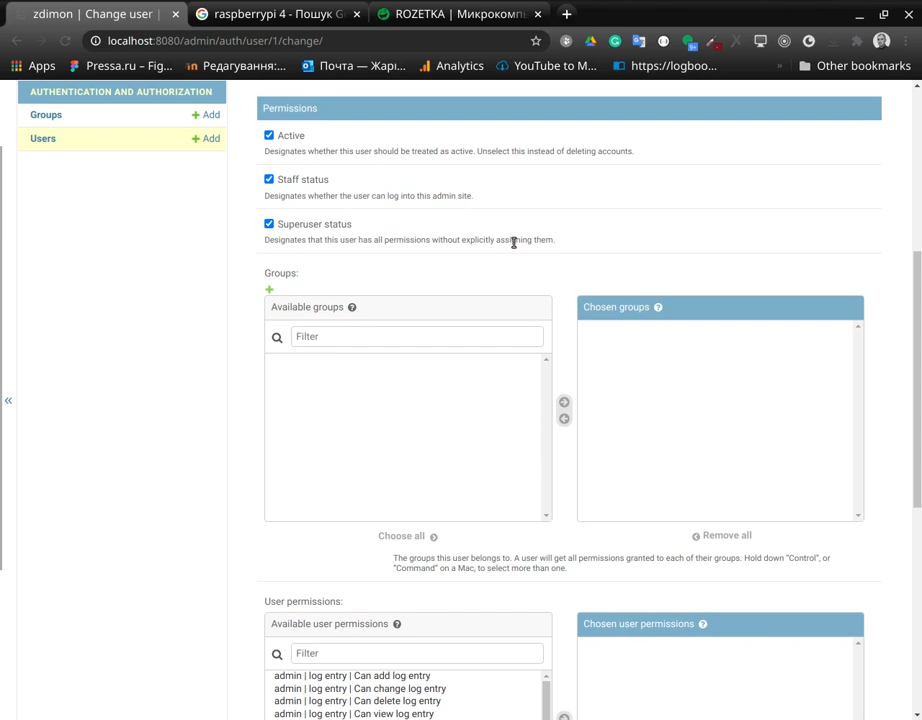 zdimon | Change user |
raspberrypi 4 - Пошук G
ROZETKA | Микрокомп
localhost:8080/admin/auth/user/1/change/
Apps
Pressa.ru – Fig...
Редагування:...
Почта — Жарі...
Analytics
YouTube to M...
https://logboo...
»
Other bookmarks
AUTHENTICATION AND AUTHORIZATION
Groups
+ Add
Users
+ Add
«
Permissions
Active
Designates whether this user should be treated as active. Unselect this instead of deleting accounts.
Staff status
Designates whether the user can log into this admin site.
Superuser status
Designates that this user has all permissions without explicitly assigning them.
Groups:
Available groups ?
Chosen groups ?
Filter
Choose all
Remove all
The groups this user belongs to. A user will get all permissions granted to each of their groups. Hold down “Control”, or
“Command” on a Mac, to select more than one.
User permissions:
Available user permissions ?
Chosen user permissions ?
Filter
admin | log entry | Can add log entry
admin | log entry | Can change log entry
admin | log entry | Can delete log entry
admin | log entry | Can view log entry